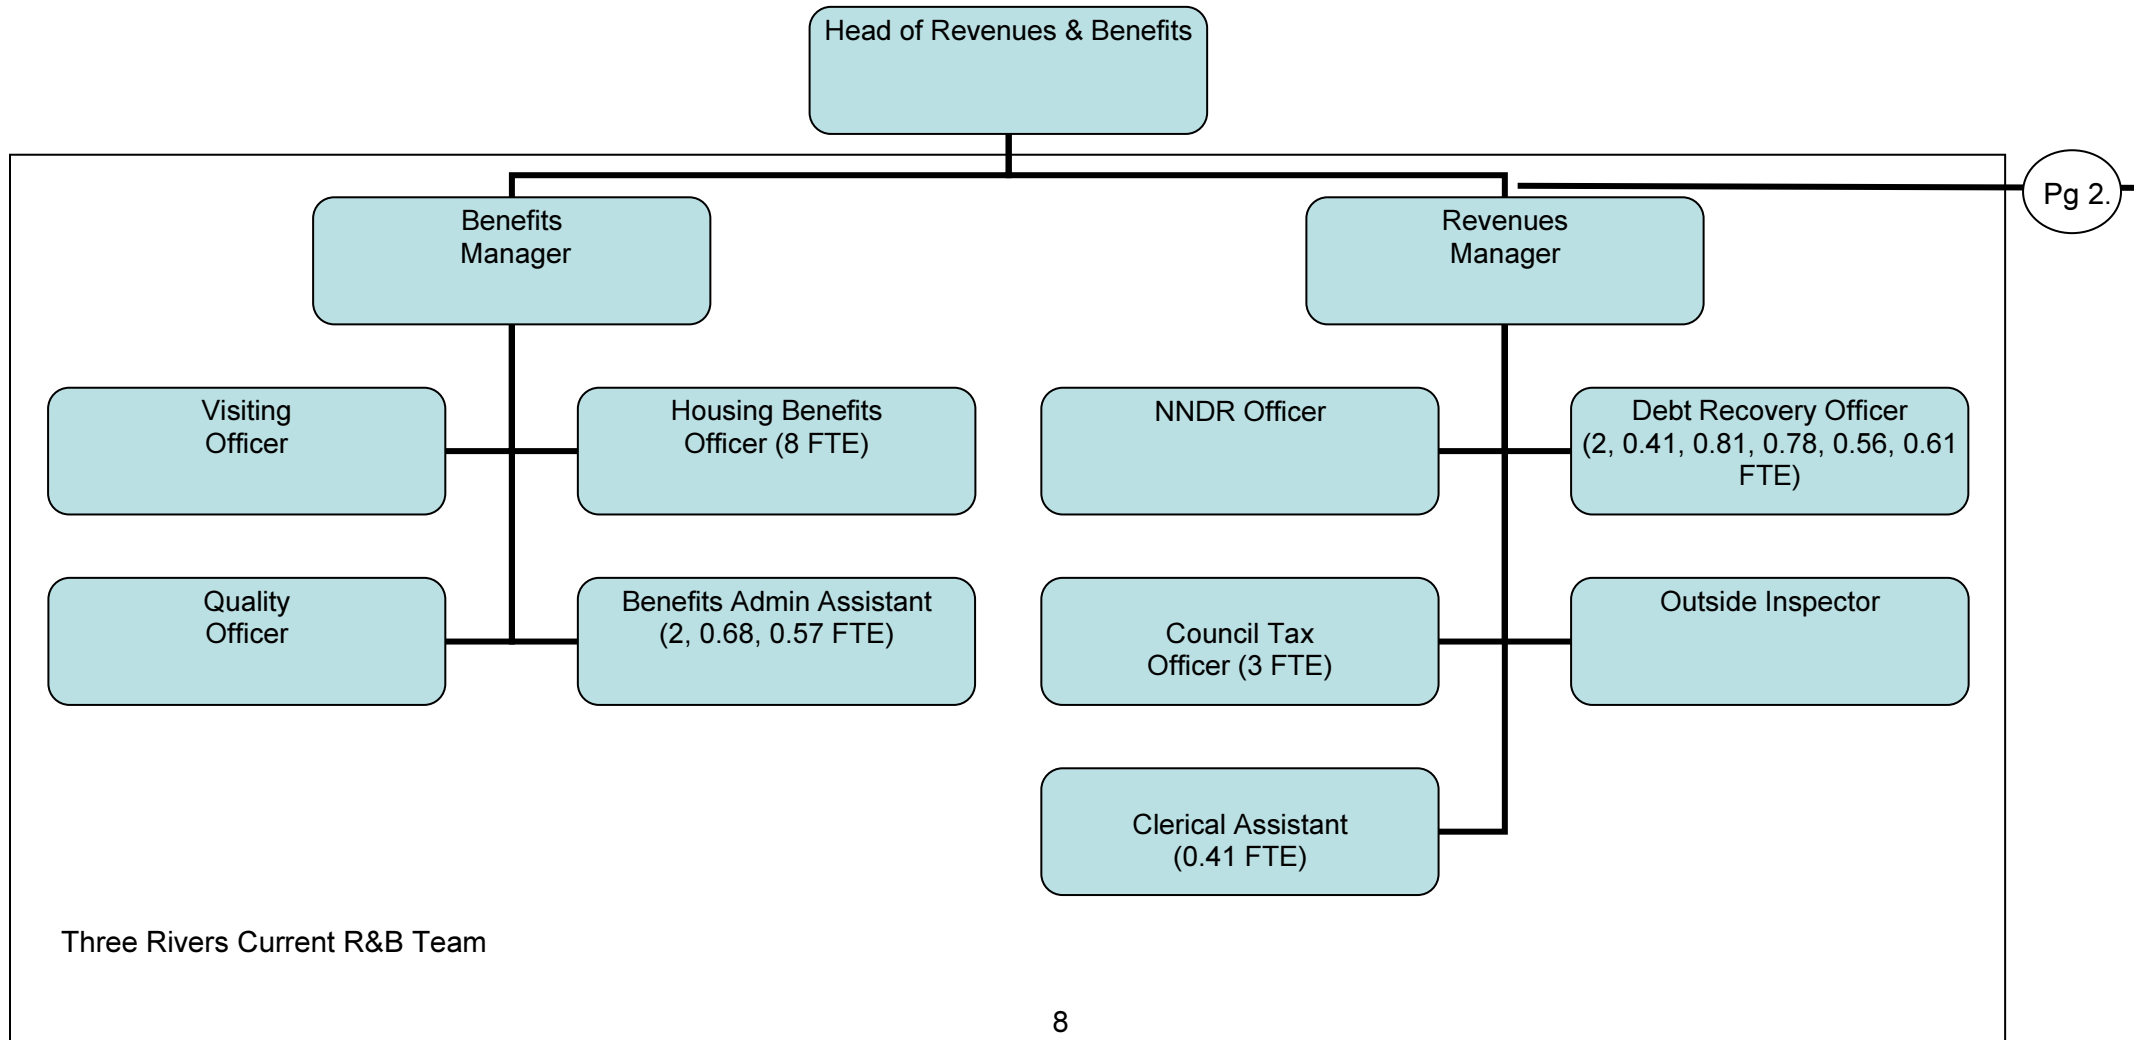 Head of Revenues & Benefits
Pg 2.
Benefits
Manager
Revenues
Manager
Visiting
Officer
Housing Benefits
Officer (8 FTE)
NNDR Officer
Debt Recovery Officer
(2, 0.41, 0.81, 0.78, 0.56, 0.61
FTE)
Quality
Officer
Benefits Admin Assistant
(2, 0.68, 0.57 FTE)
Council Tax
Officer (3 FTE)
Outside Inspector
Clerical Assistant
(0.41 FTE)
Three Rivers Current R&B Team
8